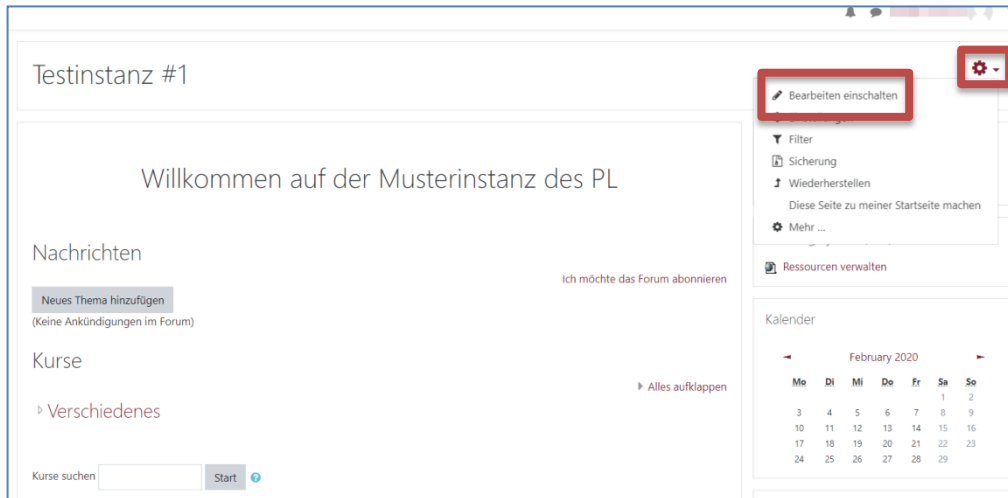 Testinstanz #1
Bearbeiten einschalten
Filter
Sicherung
Wiederherstellen
Diese Seite zu meiner Startseite machen
Mehr ...
Willkommen auf der Musterinstanz des PL
Nachrichten
Ich möchte das Forum abonnieren
Neues Thema hinzufügen
(Keine Ankündigungen im Forum)
Kurse
Alles aufklappen
Verschiedenes
Kurse suchen Start
Ressourcen verwalten
Kalender
February 2020
Mo Di Mi Do Fr Sa So
1 2
3 4 5 6 7 8 9
10 11 12 13 14 15 16
17 18 19 20 21 22 23
24 25 26 27 28 29